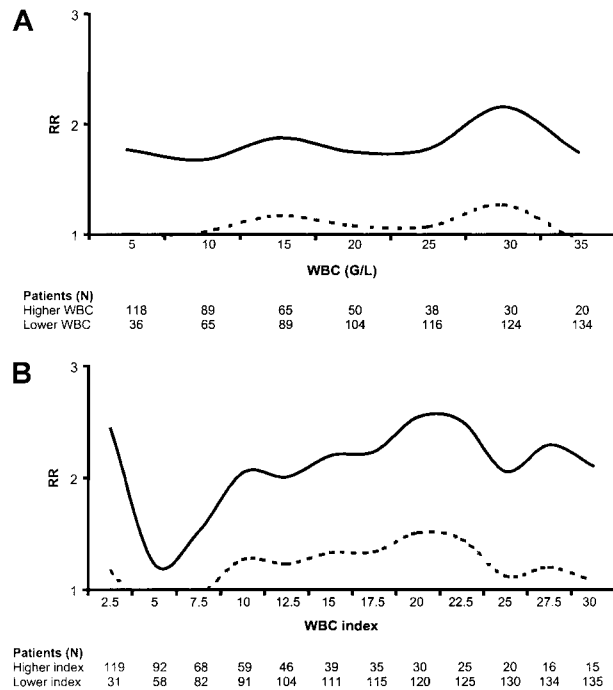 A
3
2
1
RR
5 10 15 20 25 30 35
WBC (G/L)
Patients (N)
Higher WBC 118 89 65 50 38 30 20
Lower WBC 36 65 89 104 116 124 134
B
3
2
1
RR
2.5 5 7.5 10 12.5 15 17.5 20 22.5 25 27.5 30
WBC index
Patients (N)
Higher index 119 92 68 59 46 39 35 30 25 20 16 15
Lower index 31 58 82 91 104 111 115 120 125 130 134 135